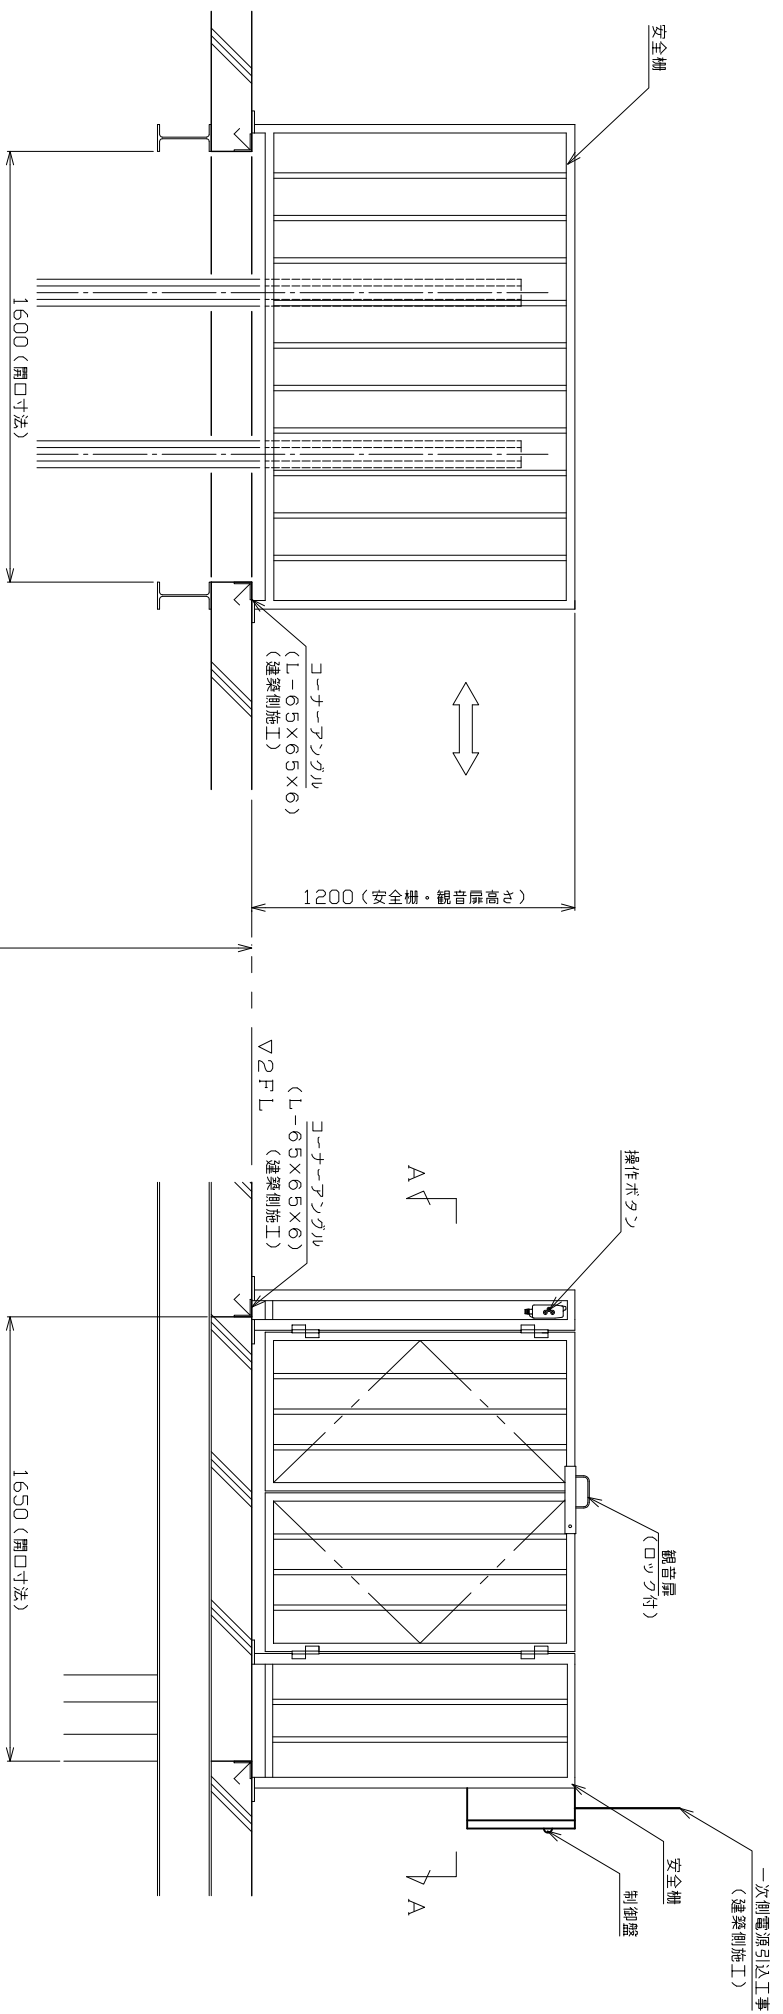 安全柵
1600（開口寸法）
コーナーアングル
（L-65×65×6）
（建築側施工）
1200（安全柵・観音扉高さ）
▽2FL
コーナーアングル
（L-65×65×6）
（建築側施工）
A
操作ボタン
観音扉
（ロック付）
1650（開口寸法）
A
制御盤
安全柵
一次側電源引込工事
（建築側施工）